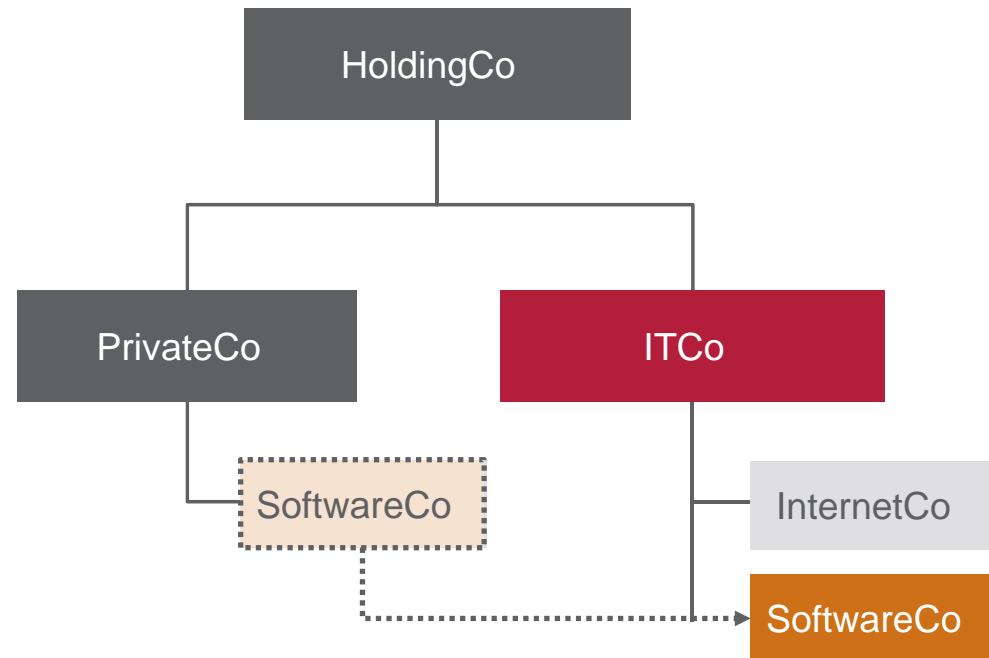 HoldingCo
PrivateCo
ITCo
SoftwareCo
InternetCo
SoftwareCo